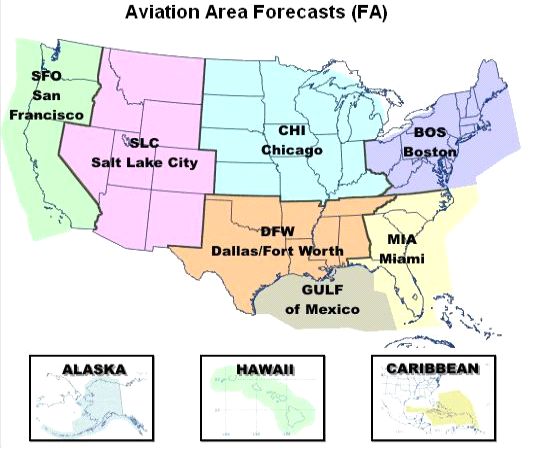 Aviation Area Forecasts (FA)
SFO
San
Francisco
SLC
Salt Lake City
CHI
Chicago
BOS
Boston
DFW
Dallas/Fort Worth
MIA
Miami
GULF
of Mexico
ALASKA
HAWAII
CARIBBEAN